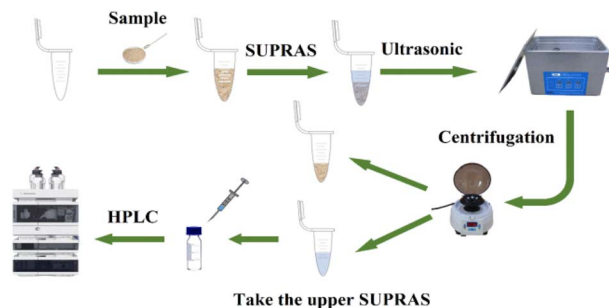 Sample
SUPRAS
Ultrasonic
Centrifugation
HPLC
Take the upper SUPRAS